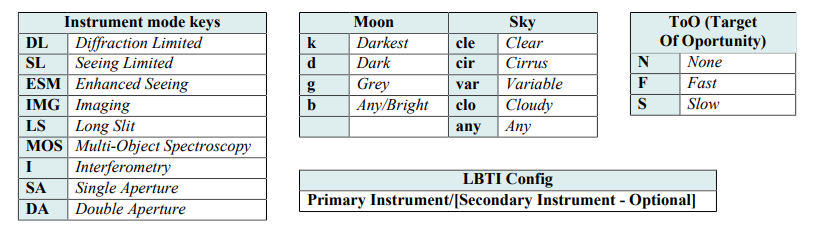 Instrument mode keys
DL Diffraction Limited
SL Seeing Limited
ESM Enhanced Seeing
IMG Imaging
LS Long Slit
MOS Multi-Object Spectroscopy
I Interferometry
SA Single Aperture
DA Double Aperture
Moon Sky
k Darkest cle Clear
d Dark cir Cirrus
g Grey var Variable
b Any/Bright clo Cloudy
any Any
LBTI Config
Primary Instrument/[Secondary Instrument - Optional]
ToO (Target
Of Oportunity)
N None
F Fast
S Slow